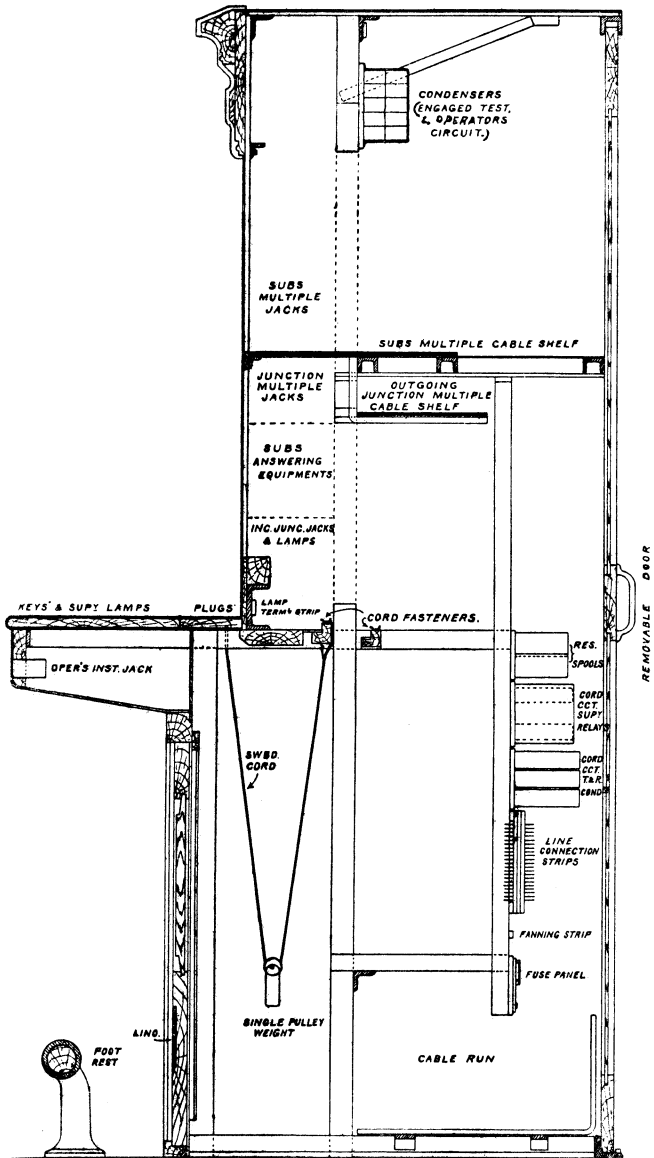 CONDENSERS
(ENGAGED TEST,
& OPERATORS
CIRCUIT.)
SUBS
MULTIPLE
JACKS
SUBS MULTIPLE CABLE SHELF
JUNCTION
MULTIPLE
JACKS
OUTGOING
JUNCTION MULTIPLE
CABLE SHELF
SUBS
ANSWERING
EQUIPMENTS
INC. JUNC. JACKS
& LAMPS
LAMP
TERML STRIP
CORD FASTENERS.
KEYS & SUPY. LAMPS
PLUGS
REMOVABLE DOOR
OPER'S INST. JACK
RES.
SPOOLS
CORD
CCT.
SUPY
RELAYS
SWBD.
CORD
CORD
CCT.
T&R.
COND
LINE
CONNECTION
STRIPS
FANNING STRIP
FUSE PANEL
SINGLE PULLEY
WEIGHT
LINO.
FOOT
REST
CABLE RUN